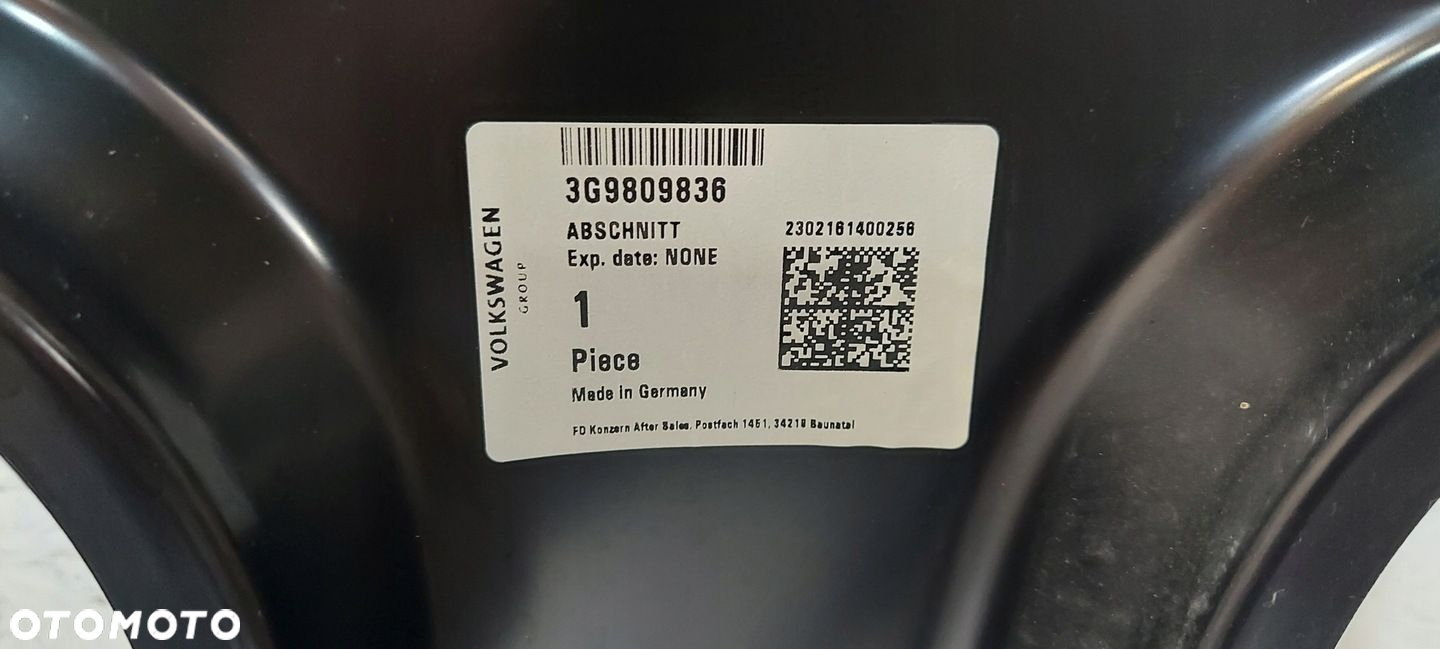 3G9809836
ABSCHNITT
2302161400256
Exp. date: NONE
1
Piece
Made in Germany
FD Konzern After Sales, Postfach 1451, 34218 Baunatal
VOLKSWAGEN
GROUP
OTOMOTO